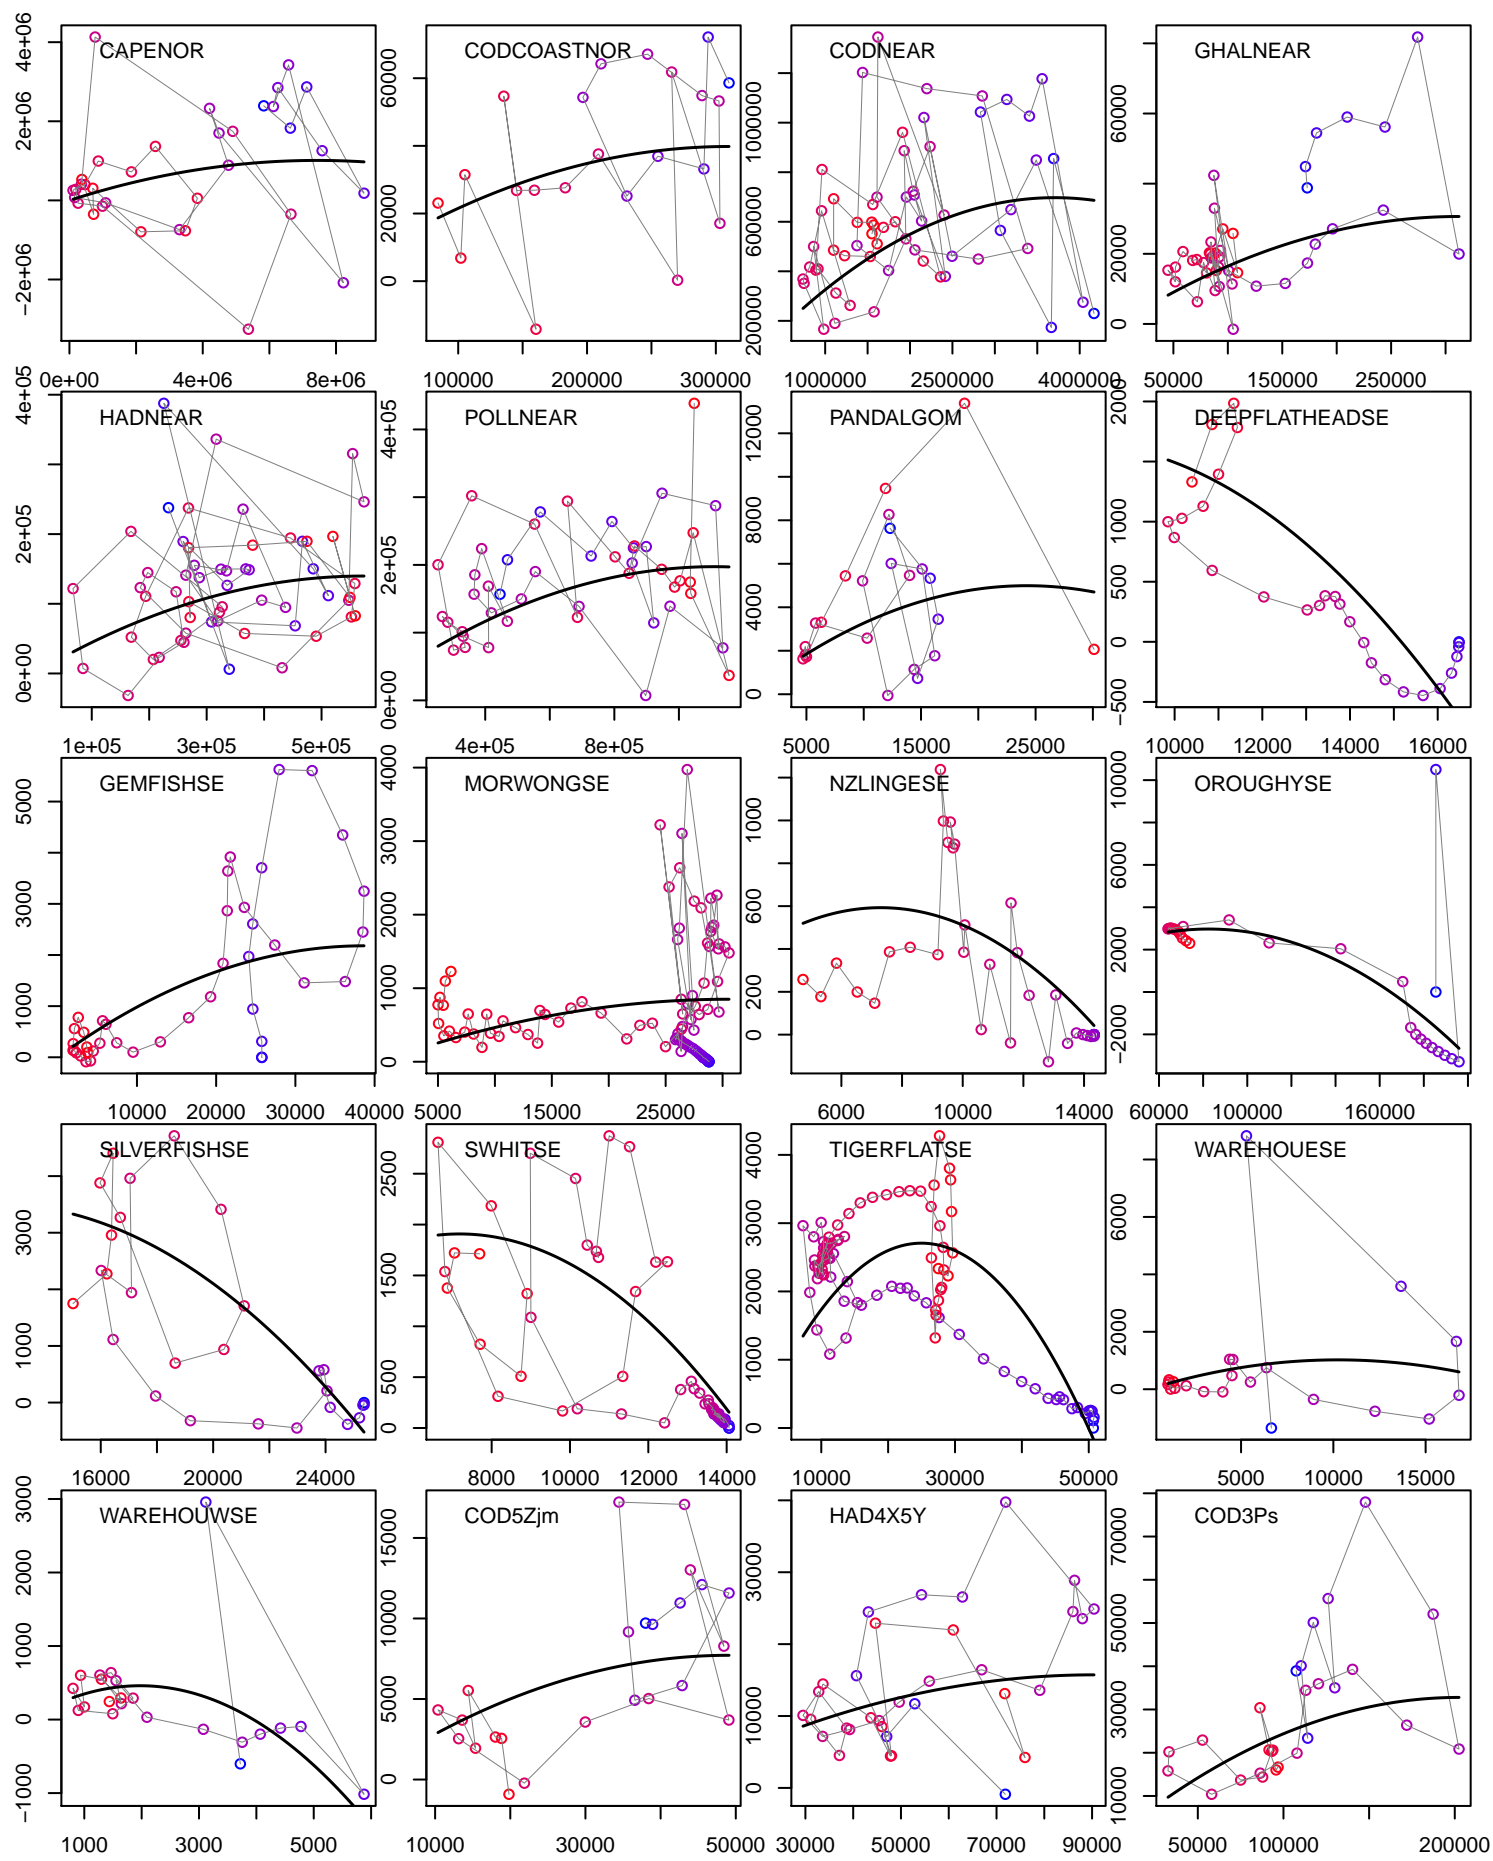 CAPENOR CODCOASTNOR CODNEAR GHALNEAR
−2e+06 2e+06 4e+06
0 20000 60000
200000 600000 1000000
0 20000 60000
0e+00 4e+06 8e+06
100000 200000 300000
1000000 2500000 4000000
50000 150000 250000
HADNEAR POLLNEAR PANDALGOM DEEPFLATHEADSE
0e+00 2e+05 4e+05
0e+00 2e+05 4e+05
0 4000 8000 12000
−500 0 500 1000 2000
1e+05 3e+05 5e+05
4e+05 8e+05
5000 15000 25000
10000 12000 14000 16000
GEMFISHSE MORWONGSE NZLINGESE OROUGHYSE
0 1000 3000 5000
0 1000 2000 3000 4000
0 200 600 1000
−2000 2000 6000 10000
10000 20000 30000 40000
5000 15000 25000
6000 10000 14000
60000 100000 160000
SILVERFISHSE SWHITSE TIGERFLATSE WAREHOUESE
0 1000 3000
0 500 1500 2500
0 1000 2000 3000 4000
0 2000 6000
16000 20000 24000
8000 10000 12000 14000
10000 30000 50000
5000 10000 15000
WAREHOUWSE COD5Zjm HAD4X5Y COD3Ps
−1000 0 1000 2000 3000
0 5000 10000 15000
0 10000 30000
10000 30000 50000 70000
1000 3000 5000
10000 30000 50000
30000 50000 70000 90000
50000 100000 200000